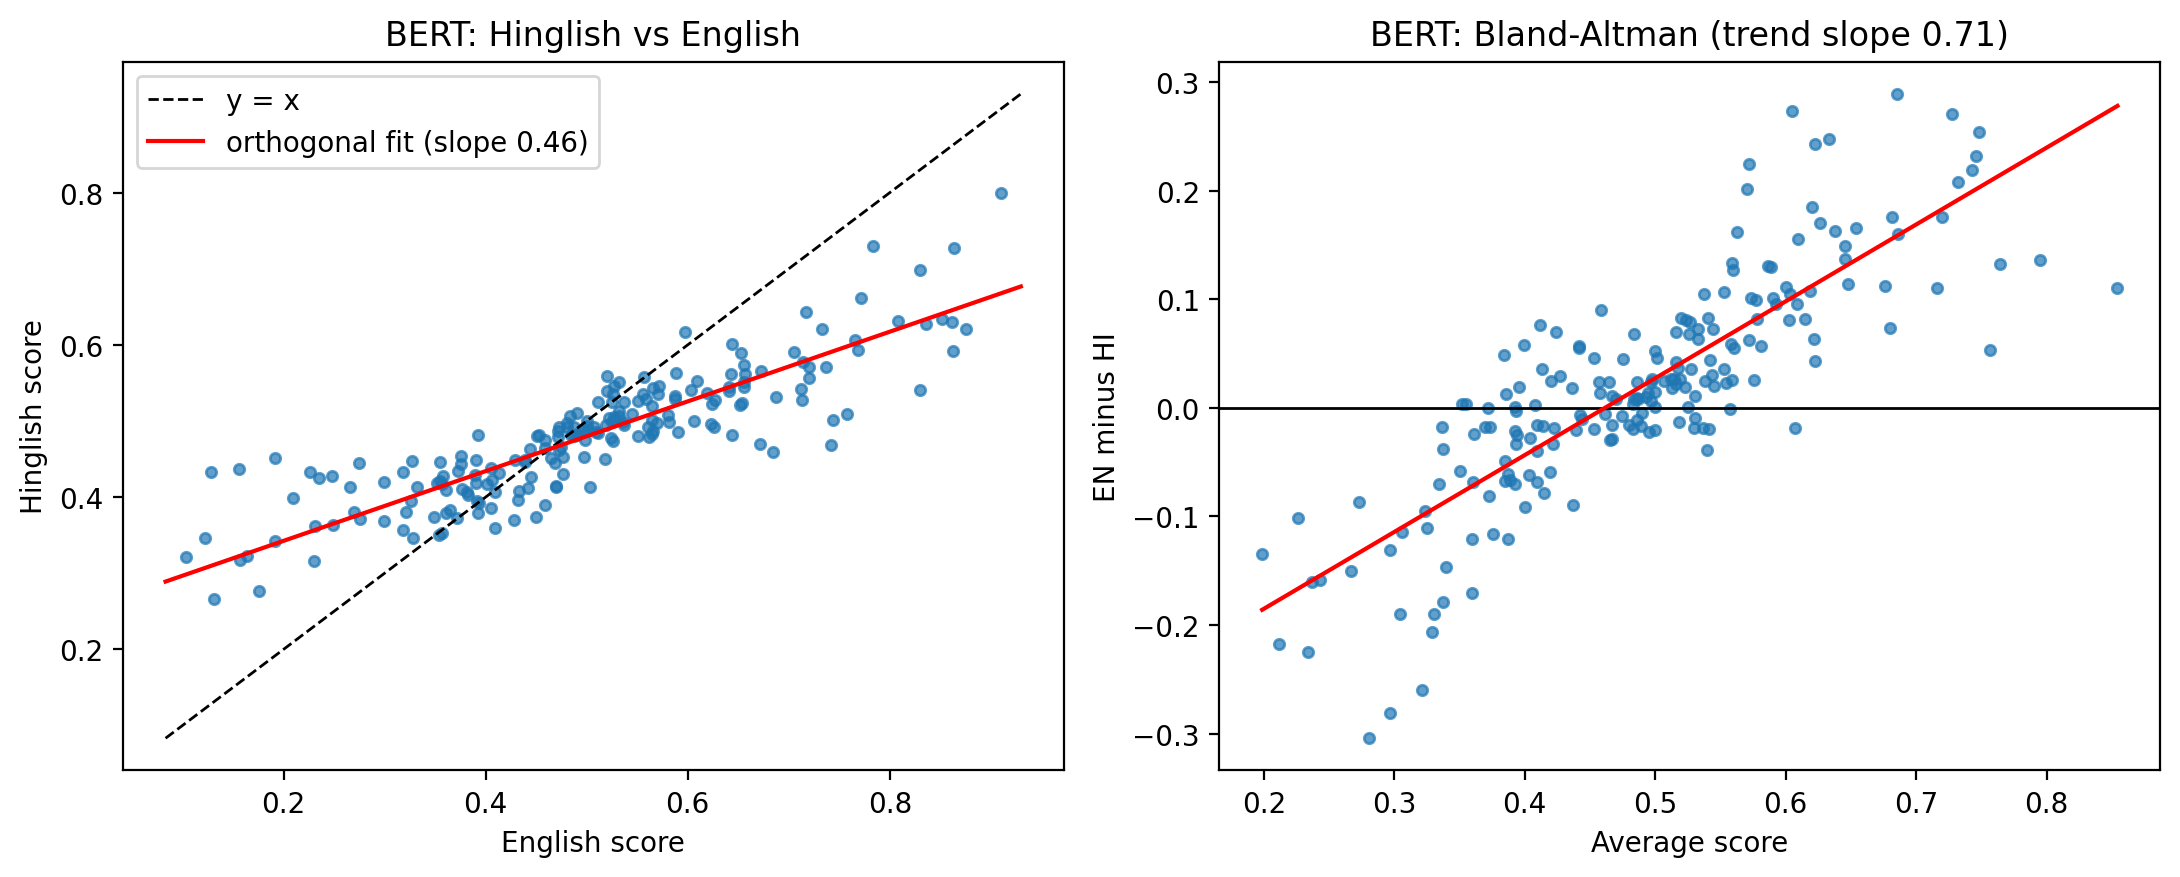 BERT: Hinglish vs English
y = x
orthogonal fit (slope 0.46)
Hinglish score
0.8
0.6
0.4
0.2
0.2 0.4 0.6 0.8
English score
BERT: Bland-Altman (trend slope 0.71)
EN minus HI
0.3
0.2
0.1
0.0
−0.1
−0.2
−0.3
0.2 0.3 0.4 0.5 0.6 0.7 0.8
Average score